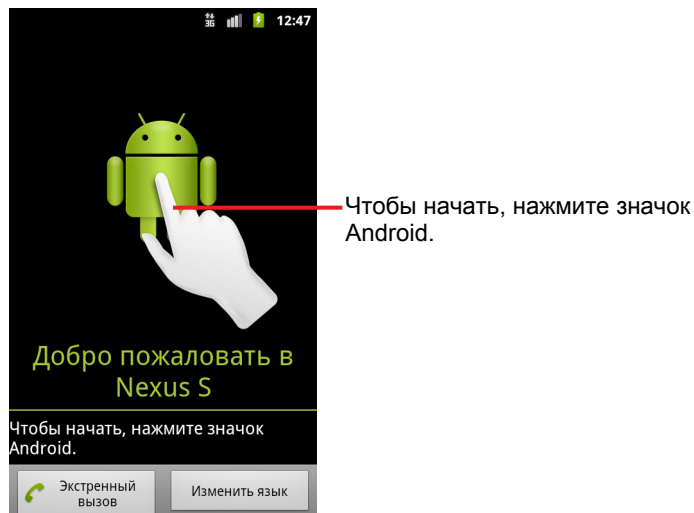 3G 12:47
Чтобы начать, нажмите значок
Android.
Добро пожаловать в
Nexus S
Чтобы начать, нажмите значок
Android.
Экстренный
вызов
Изменить язык